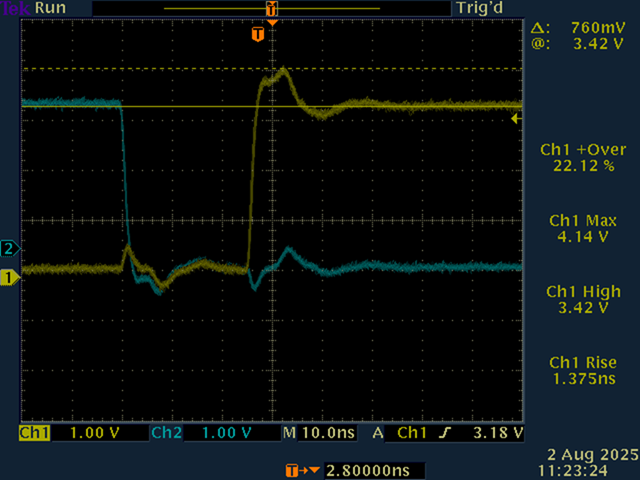 Tek Run Trig'd
T
T
Δ: 760mV
@: 3.42 V
Ch1 +Over
22.12 %
Ch1 Max
4.14 V
2
1
Ch1 High
3.42 V
Ch1 Rise
1.375ns
Ch1 1.00 V Ch2 1.00 V M 10.0ns A Ch1 3.18 V
T 2.80000ns
2 Aug 2025
11:23:24